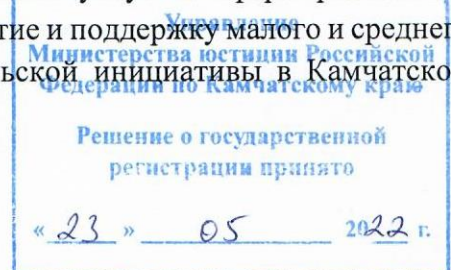 тие и поддержку малого и среднег
Управление
Министерства юстиции Российской
ьской инициативы в Камчатско
Федерации по Камчатскому краю
Решение о государственной
регистрации принято
« 23 » 05 2022 г.